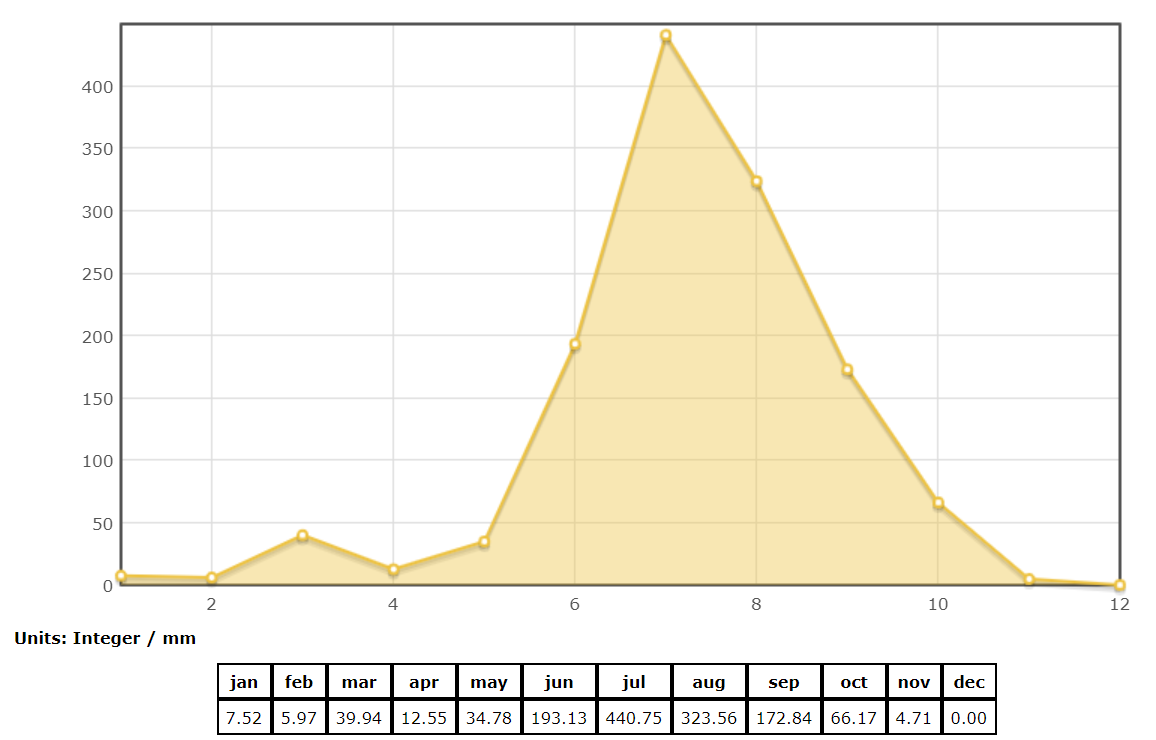 400
350
300
250
200
150
100
50
0
2 4 6 8 10 12
Units: Integer / mm
jan feb mar apr may jun jul aug sep oct nov dec
7.52 5.97 39.94 12.55 34.78 193.13 440.75 323.56 172.84 66.17 4.71 0.00